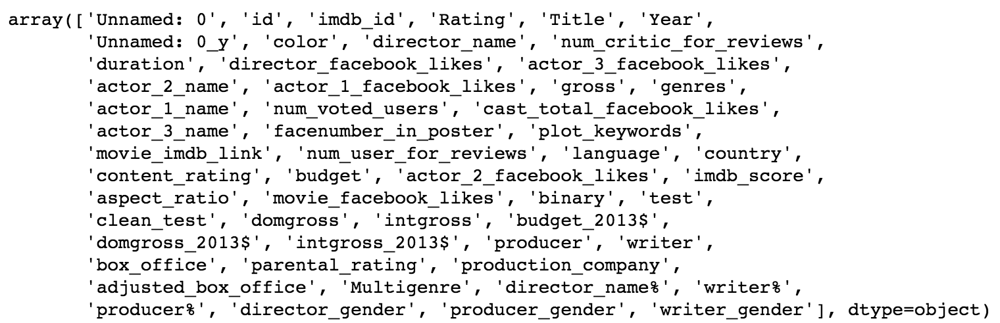 array(['Unnamed: 0', 'id', 'imdb_id', 'Rating', 'Title', 'Year',
'Unnamed: 0_y', 'color', 'director_name', 'num_critic_for_reviews',
'duration', 'director_facebook_likes', 'actor_3_facebook_likes',
'actor_2_name', 'actor_1_facebook_likes', 'gross', 'genres',
'actor_1_name', 'num_voted_users', 'cast_total_facebook_likes',
'actor_3_name', 'facenumber_in_poster', 'plot_keywords',
'movie_imdb_link', 'num_user_for_reviews', 'language', 'country',
'content_rating', 'budget', 'actor_2_facebook_likes', 'imdb_score',
'aspect_ratio', 'movie_facebook_likes', 'binary', 'test',
'clean_test', 'domgross', 'intgross', 'budget_2013$',
'domgross_2013$', 'intgross_2013$', 'producer', 'writer',
'box_office', 'parental_rating', 'production_company',
'adjusted_box_office', 'Multigenre', 'director_name%', 'writer%',
'producer%', 'director_gender', 'producer_gender', 'writer_gender'], dtype=object)